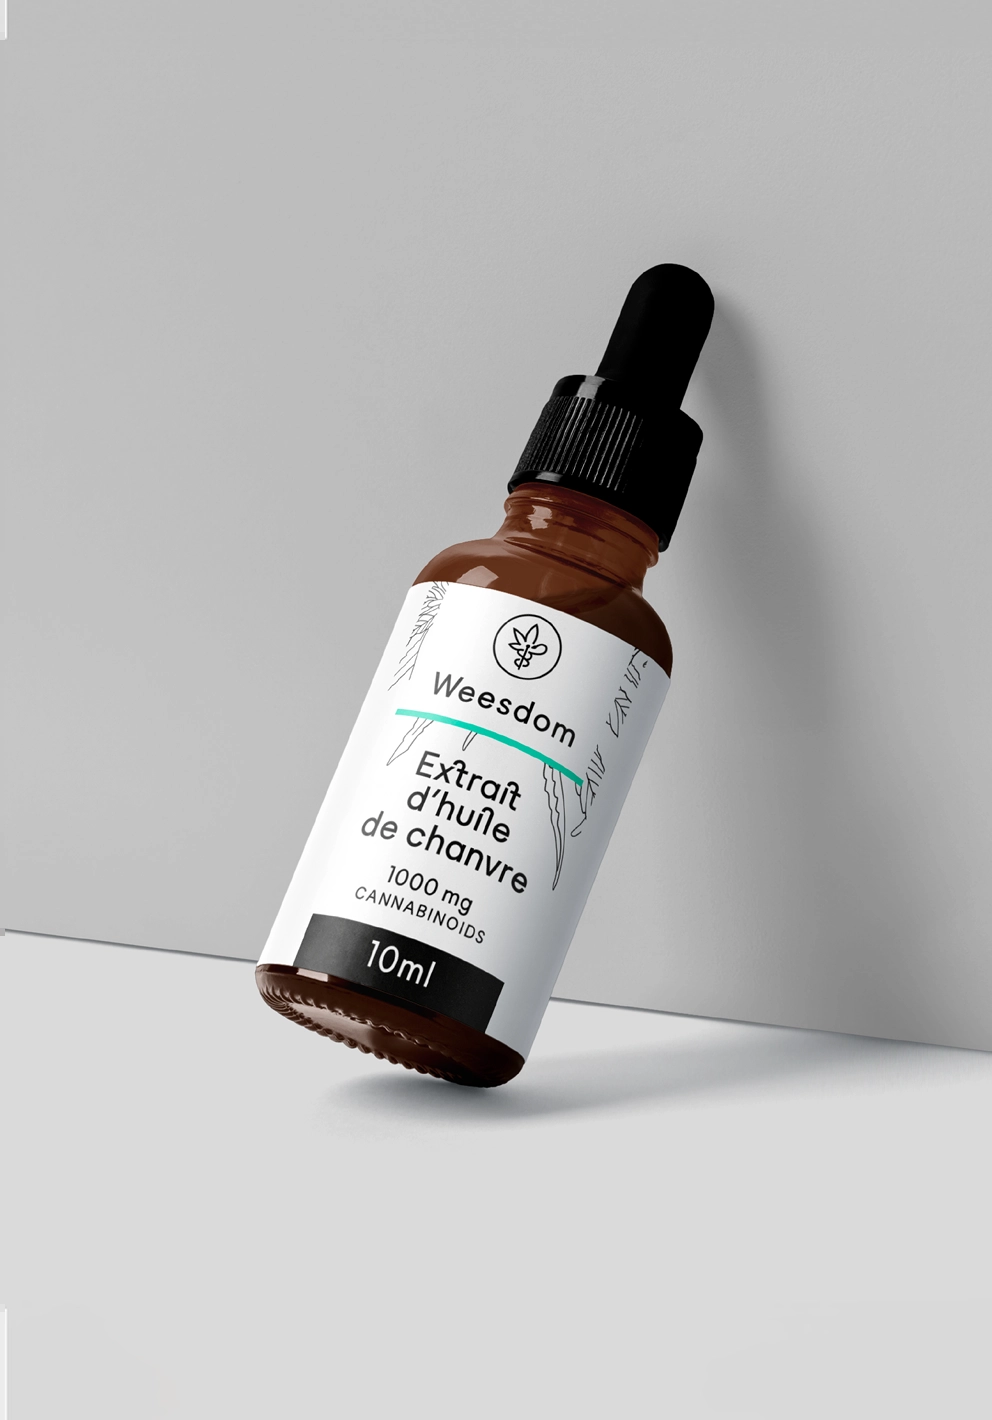 Weesdom
Extrait
d'huile
de chanvre
1000 mg
CANNABINOIDS
10ml